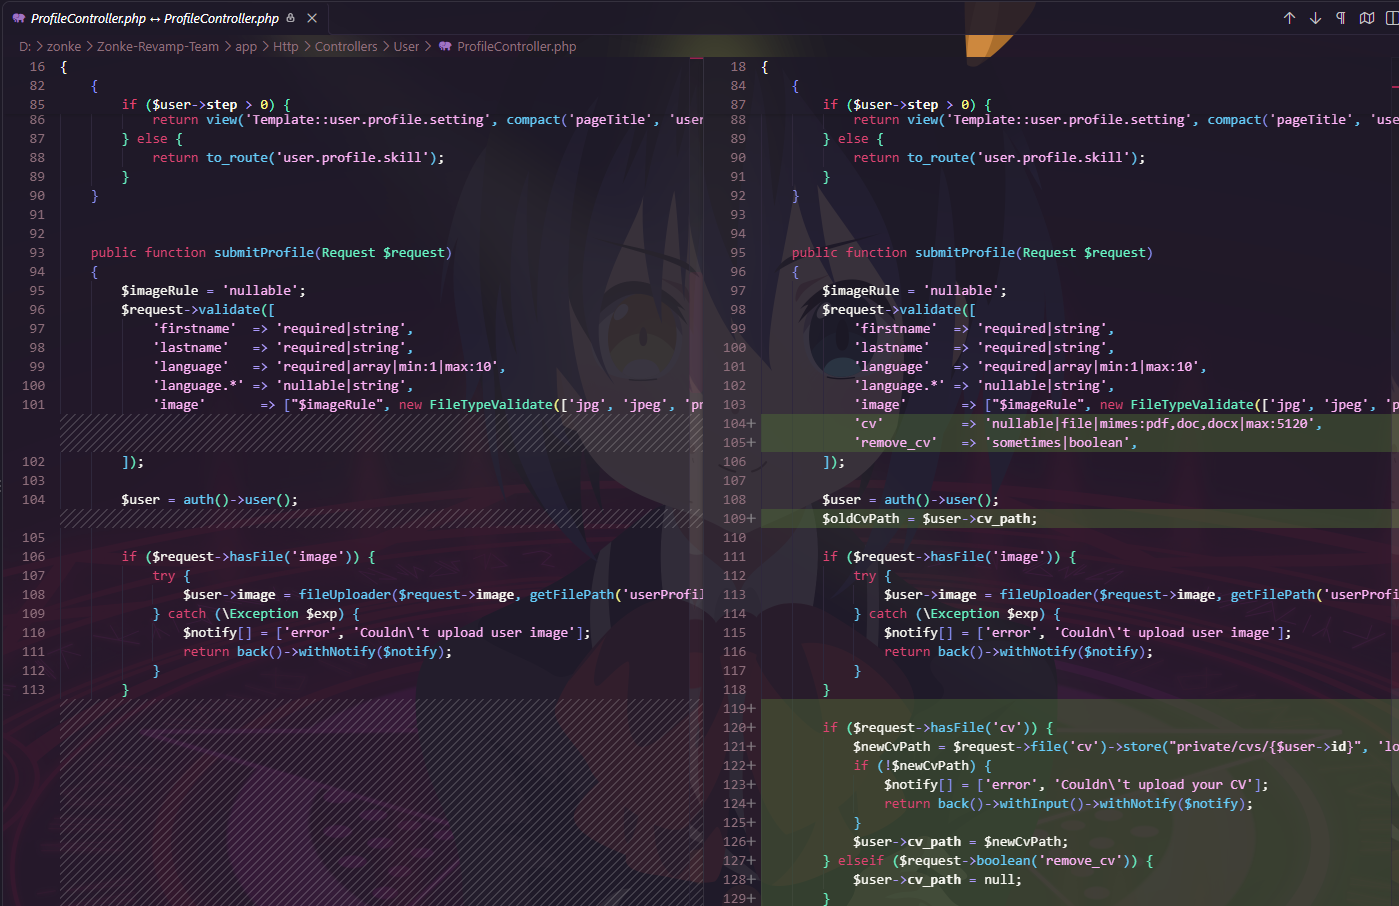 ProfileController.php ↔ ProfileController.php
D: > zonke > Zonke-Revamp-Team > app > Http > Controllers > User > ProfileController.php
16 {
82 {
85 if ($user->step > 0) {
86 return view('Template::user.profile.setting', compact('pageTitle', 'user
87 } else {
88 return to_route('user.profile.skill');
89 }
90 }
91
92
93 public function submitProfile(Request $request)
94 {
95 $imageRule = 'nullable';
96 $request->validate([
97 'firstname' => 'required|string',
98 'lastname' => 'required|string',
99 'language' => 'required|array|min:1|max:10',
100 'language.*' => 'nullable|string',
101 'image' => ["$imageRule", new FileTypeValidate(['jpg', 'jpeg', 'pr
102 ]);
103
104 $user = auth()->user();
105
106 if ($request->hasFile('image')) {
107 try {
108 $user->image = fileUploader($request->image, getFilePath('userProfil
109 } catch (\Exception $exp) {
110 $notify[] = ['error', 'Couldn\'t upload user image'];
111 return back()->withNotify($notify);
112 }
113 }
18 {
84 {
87 if ($user->step > 0) {
88 return view('Template::user.profile.setting', compact('pageTitle', 'use
89 } else {
90 return to_route('user.profile.skill');
91 }
92 }
93
94
95 public function submitProfile(Request $request)
96 {
97 $imageRule = 'nullable';
98 $request->validate([
99 'firstname' => 'required|string',
100 'lastname' => 'required|string',
101 'language' => 'required|array|min:1|max:10',
102 'language.*' => 'nullable|string',
103 'image' => ["$imageRule", new FileTypeValidate(['jpg', 'jpeg', 'p
104+ 'cv' => 'nullable|file|mimes:pdf,doc,docx|max:5120',
105+ 'remove_cv' => 'sometimes|boolean',
106 ]);
107
108 $user = auth()->user();
109+ $oldCvPath = $user->cv_path;
110
111 if ($request->hasFile('image')) {
112 try {
113 $user->image = fileUploader($request->image, getFilePath('userProfi
114 } catch (\Exception $exp) {
115 $notify[] = ['error', 'Couldn\'t upload user image'];
116 return back()->withNotify($notify);
117 }
118 }
119+
120+ if ($request->hasFile('cv')) {
121+ $newCvPath = $request->file('cv')->store("private/cvs/{$user->id}", 'lo
122+ if (!$newCvPath) {
123+ $notify[] = ['error', 'Couldn\'t upload your CV'];
124+ return back()->withInput()->withNotify($notify);
125+ }
126+ $user->cv_path = $newCvPath;
127+ } elseif ($request->boolean('remove_cv')) {
128+ $user->cv_path = null;
129+ }